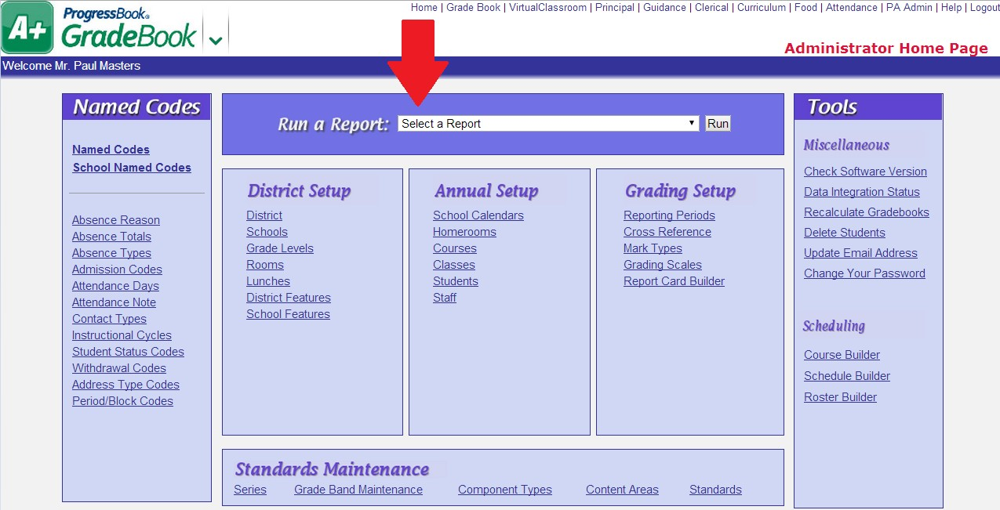 A+
ProgressBook®
GradeBook
Home | Grade Book | VirtualClassroom | Principal | Guidance | Clerical | Curriculum | Food | Attendance | PA Admin | Help | Logout
Administrator Home Page
Welcome Mr. Paul Masters
Named Codes
Named Codes
School Named Codes
Absence Reason
Absence Totals
Absence Types
Admission Codes
Attendance Days
Attendance Note
Contact Types
Instructional Cycles
Student Status Codes
Withdrawal Codes
Address Type Codes
Period/Block Codes
Run a Report: Select a Report Run
District Setup
District
Schools
Grade Levels
Rooms
Lunches
District Features
School Features
Annual Setup
School Calendars
Homerooms
Courses
Classes
Students
Staff
Grading Setup
Reporting Periods
Cross Reference
Mark Types
Grading Scales
Report Card Builder
Standards Maintenance
Series Grade Band Maintenance Component Types Content Areas Standards
Tools
Miscellaneous
Check Software Version
Data Integration Status
Recalculate Gradebooks
Delete Students
Update Email Address
Change Your Password
Scheduling
Course Builder
Schedule Builder
Roster Builder